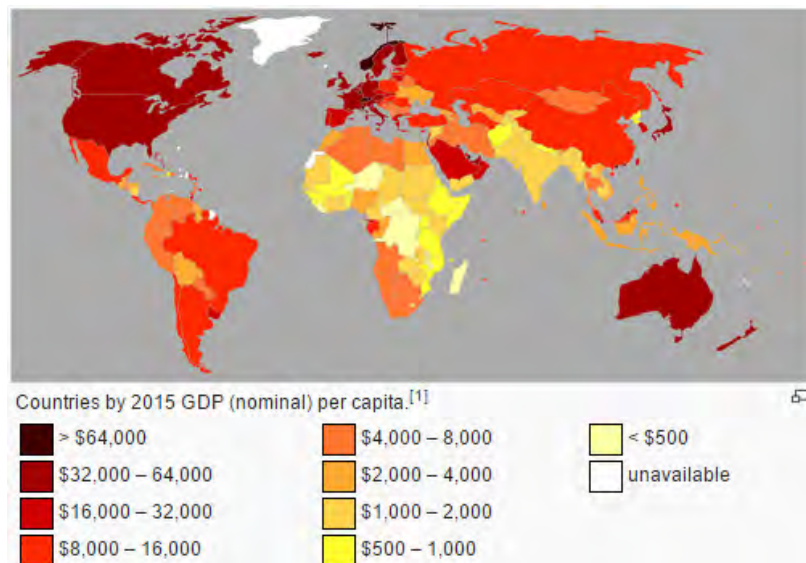 Countries by 2015 GDP (nominal) per capita.[1]
> $64,000
$32,000 – 64,000
$16,000 – 32,000
$8,000 – 16,000
$4,000 – 8,000
$2,000 – 4,000
$1,000 – 2,000
$500 – 1,000
< $500
unavailable